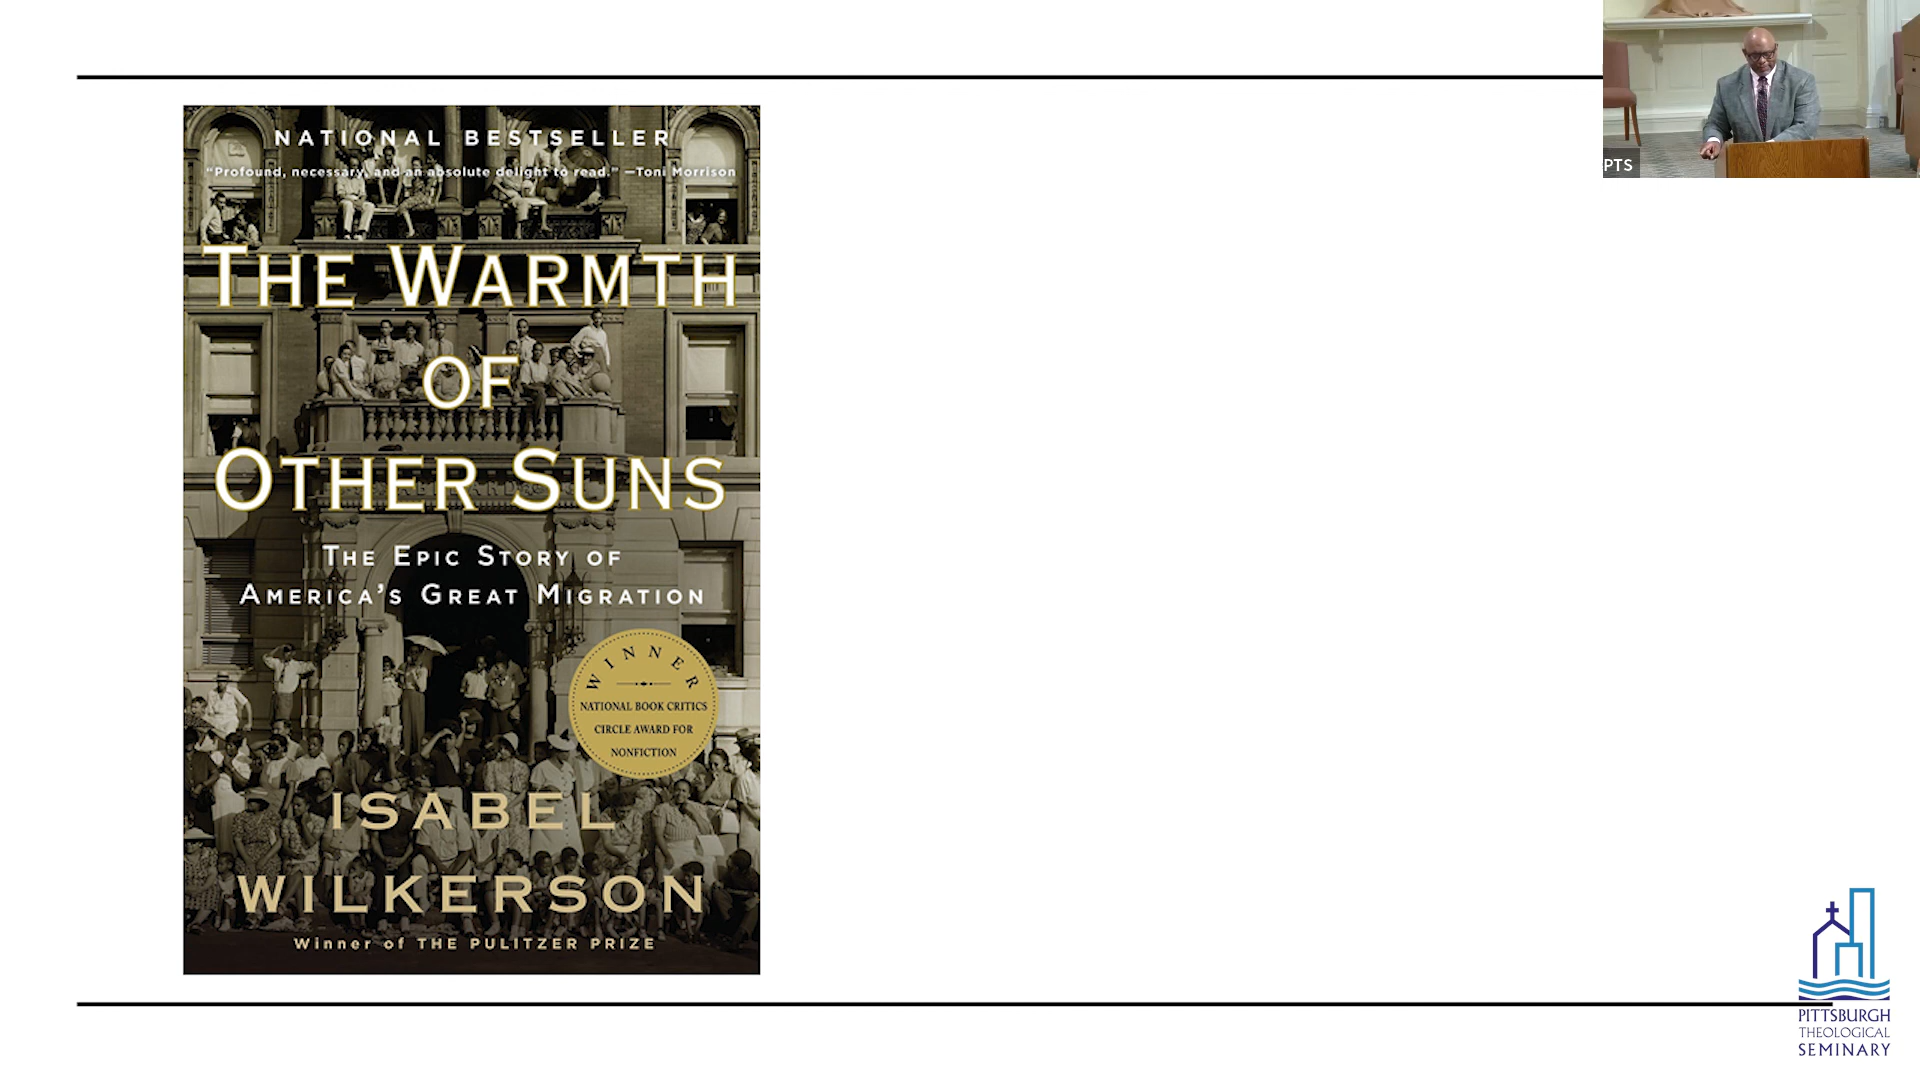 NATIONAL BESTSELLER
"Profound, necessary, and an absolute delight to read." —Toni Morrison
THE WARMTH
OF
OTHER SUNS
THE EPIC STORY OF
AMERICA'S GREAT MIGRATION
WINNER
NATIONAL BOOK CRITICS
CIRCLE AWARD FOR
NONFICTION
ISABEL
WILKERSON
Winner of THE PULITZER PRIZE
PTS
PITTSBURGH
THEOLOGICAL
SEMINARY